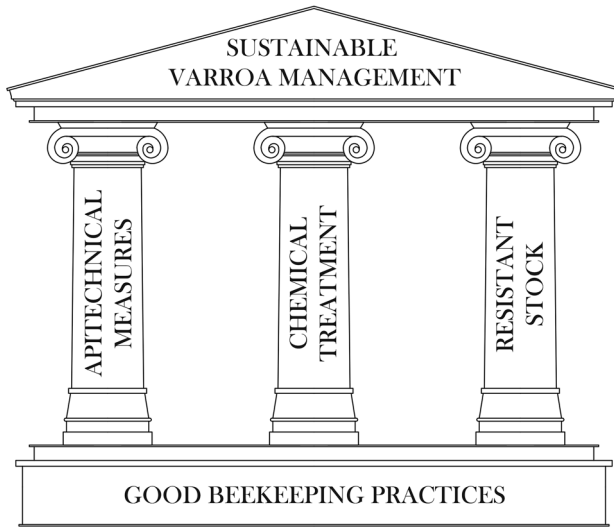 SUSTAINABLE
VARROA MANAGEMENT
APITECHNICAL
MEASURES
CHEMICAL
TREATMENT
RESISTANT
STOCK
GOOD BEEKEEPING PRACTICES